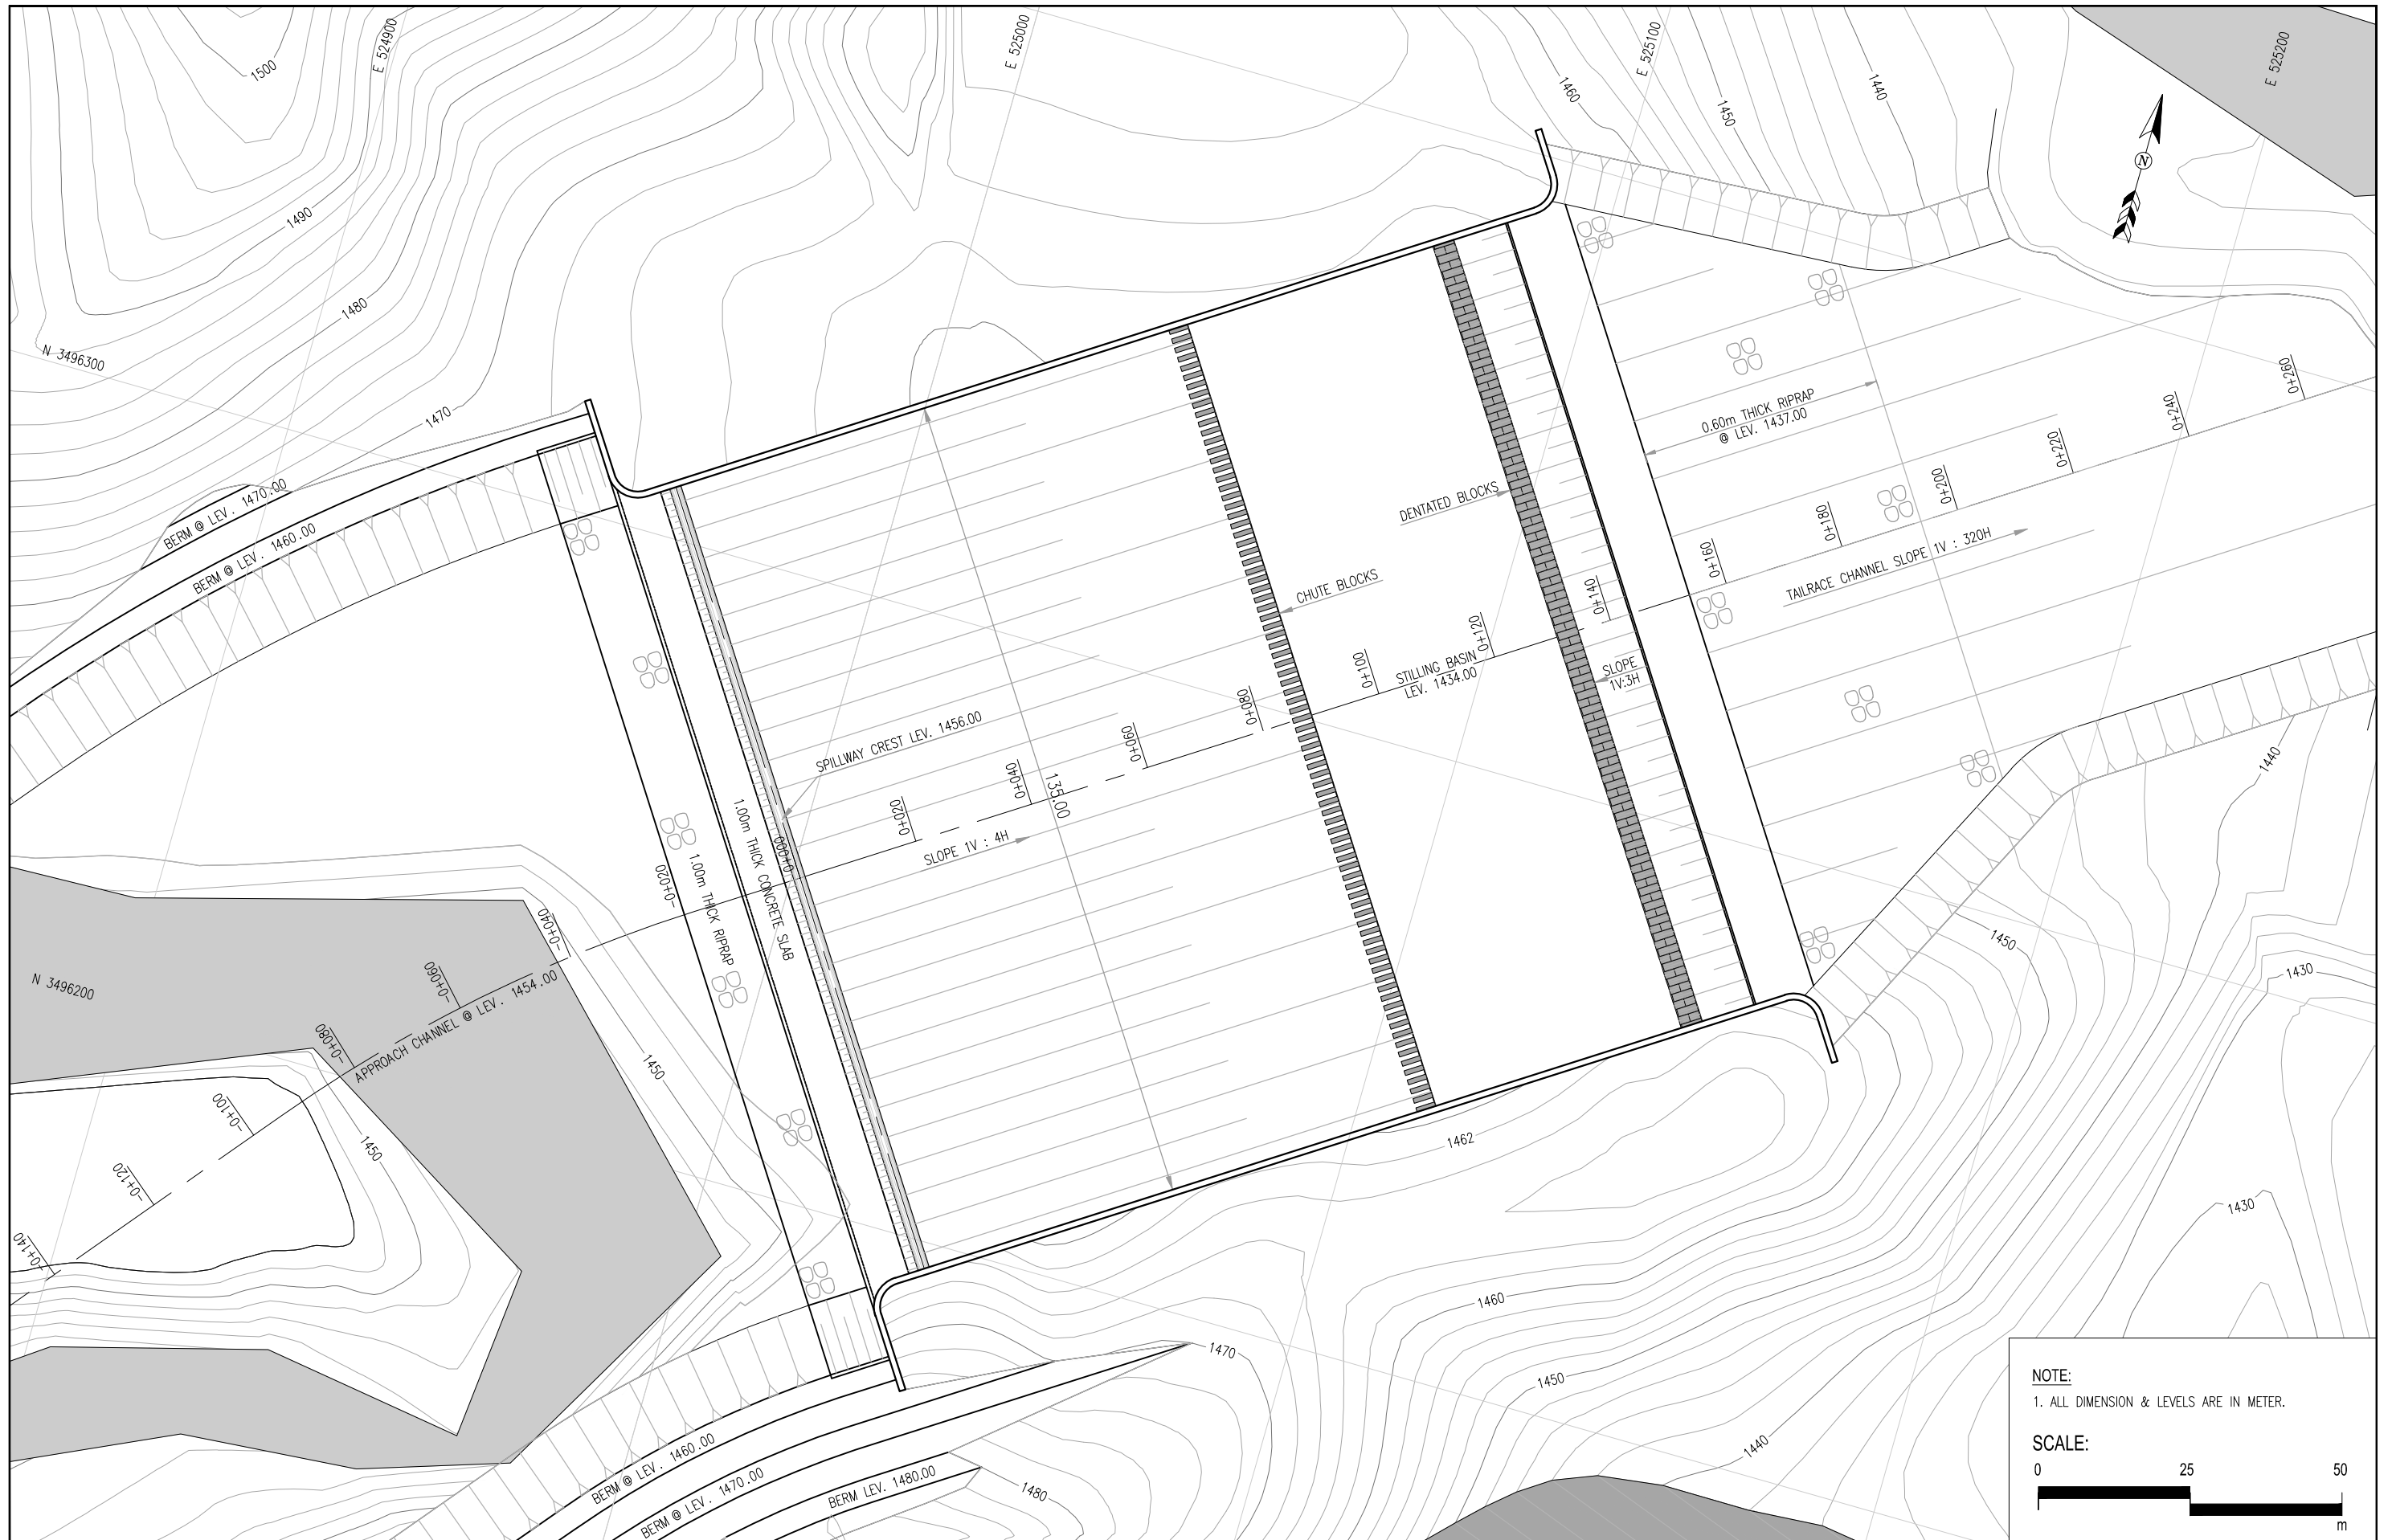 E 524900
E 525000
E 525100
E 525200
1500
1460
1450
1440
N
1490
1480
N 3496300
1470
BERM @ LEV. 1470.00
BERM @ LEV. 1460.00
0.60m THICK RIPRAP
@ LEV. 1437.00
0+260
0+240
0+220
0+200
0+180
0+160
DENTATED BLOCKS
TAILRACE CHANNEL SLOPE 1V : 320H
CHUTE BLOCKS
0+140
0+120
0+100
0+080
STILLING BASIN
LEV. 1434.00
SLOPE
1V:3H
SPILLWAY CREST LEV. 1456.00
0+060
0+040
0+020
135.00
SLOPE 1V : 4H
0+000
1.00m THICK CONCRETE SLAB
1.00m THICK RIPRAP
-0+020
-0+040
-0+060
-0+080
-0+100
-0+120
-0+140
APPROACH CHANNEL @ LEV. 1454.00
N 3496200
1450
1450
1440
1450
1430
1430
1462
1460
1450
1440
1470
1480
BERM @ LEV. 1460.00
BERM @ LEV. 1470.00
BERM LEV. 1480.00
NOTE:
1. ALL DIMENSION & LEVELS ARE IN METER.
SCALE:
0 25 50
m